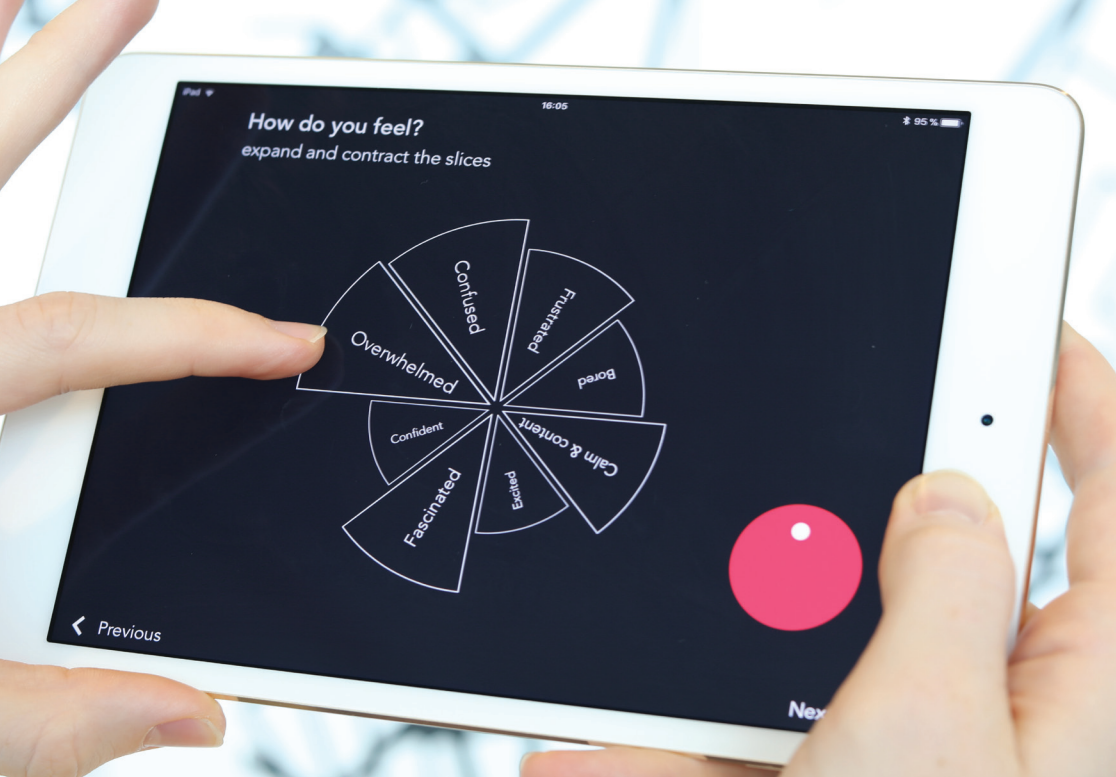 iPad
16:05
95 %
How do you feel?
expand and contract the slices
Confused
Frustrated
Overwhelmed
Bored
Confident
Calm & content
Fascinated
Excited
Previous
Nex